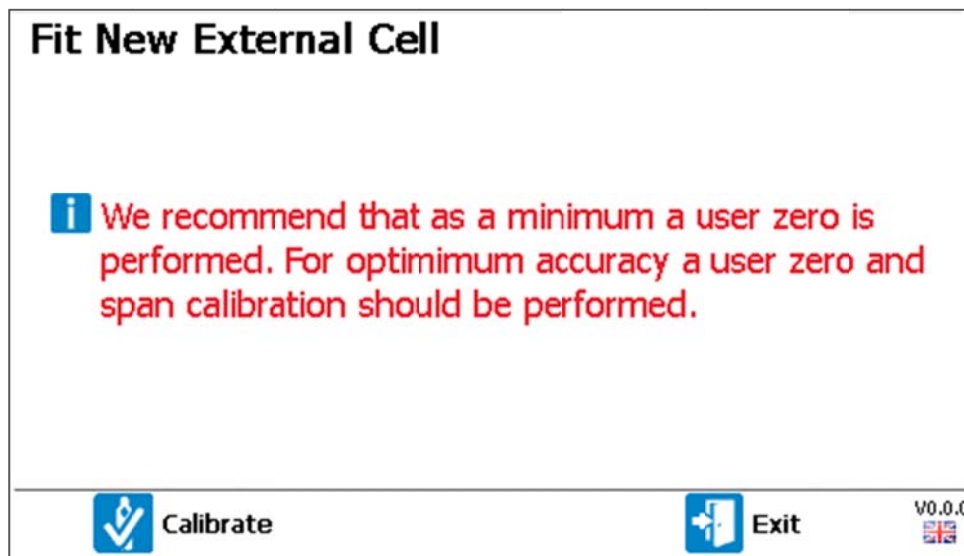 Fit New External Cell
i We recommend that as a minimum a user zero is
performed. For optimimum accuracy a user zero and
span calibration should be performed.
Calibrate
Exit
V0.0.0